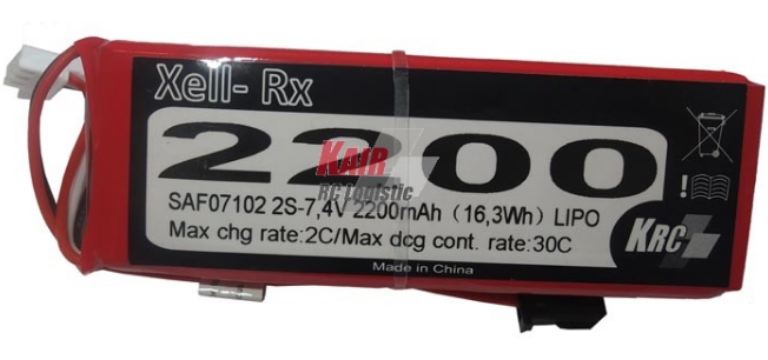 Xell- Rx
2200
KAIR
RC Logistic
SAF07102 2S-7,4V 2200mAh (16,3Wh) LIPO
Max chg rate:2C/Max dcg cont. rate:30C
!
KRC
Made in China